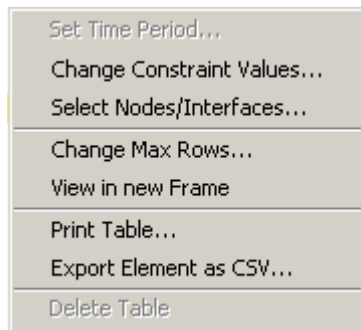 Set Time Period...
Change Constraint Values...
Select Nodes/Interfaces...
Change Max Rows...
View in new Frame
Print Table...
Export Element as CSV...
Delete Table